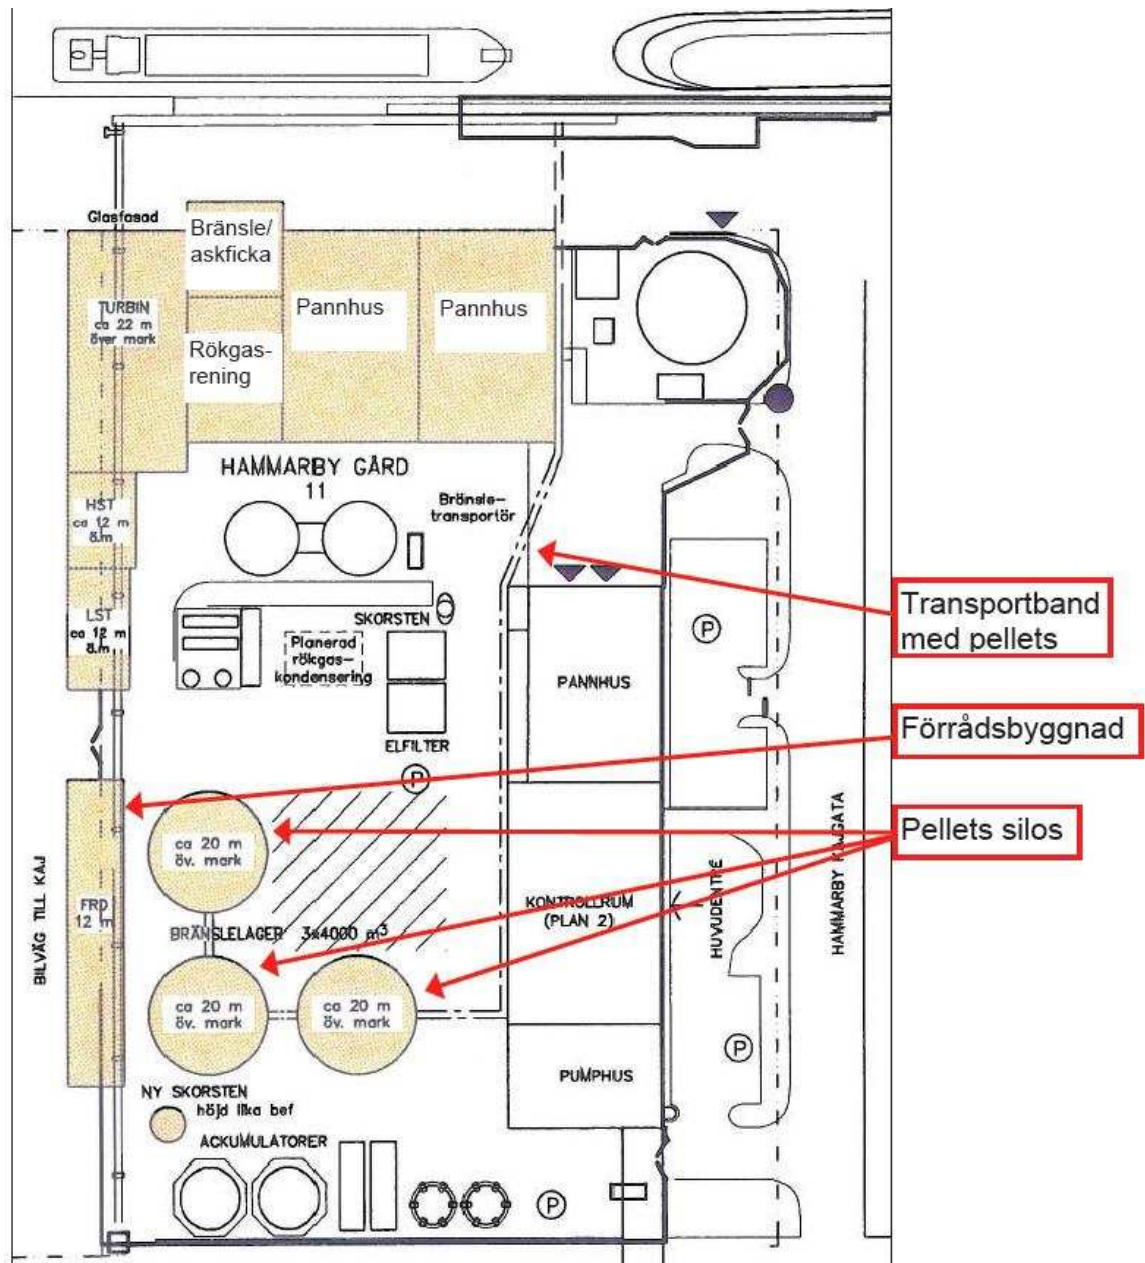 Glasfasad
Bränsle/
askficka
TURBIN
ca 22 m
över mark
Pannhus
Pannhus
Rökgas-
rening
HAMMARBY GÅRD
11
Bränsle-
transportör
HST
ca 12 m
ö.m
LST
ca 12 m
ö.m
SKORSTEN
Planerad
rökgas-
kondensering
ELFILTER
P
PANNHUS
P
Transportband
med pellets
Förrådsbyggnad
Pellets silos
ca 20 m
öv. mark
FRD
12 m
BILVÄG TILL KAJ
BRÄNSLELAGER 3x4000 m³
KONTROLLRUM
(PLAN 2)
HUVUDENTRE
HAMMARBY KAJGATA
ca 20 m
öv. mark
ca 20 m
öv. mark
P
PUMPHUS
NY SKORSTEN
höjd lika bef
ACKUMULATORER
P